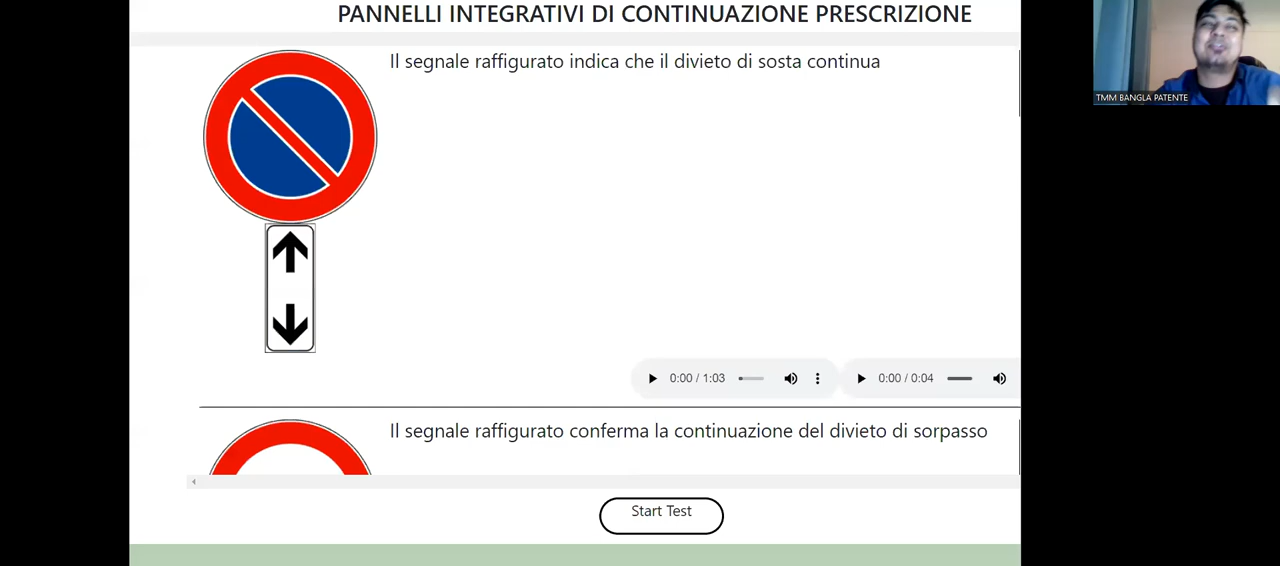 PANNELLI INTEGRATIVI DI CONTINUAZIONE PRESCRIZIONE
Il segnale raffigurato indica che il divieto di sosta continua
TMM BANGLA PATENTE
0:00 / 1:03
0:00 / 0:04
Il segnale raffigurato conferma la continuazione del divieto di sorpasso
Start Test